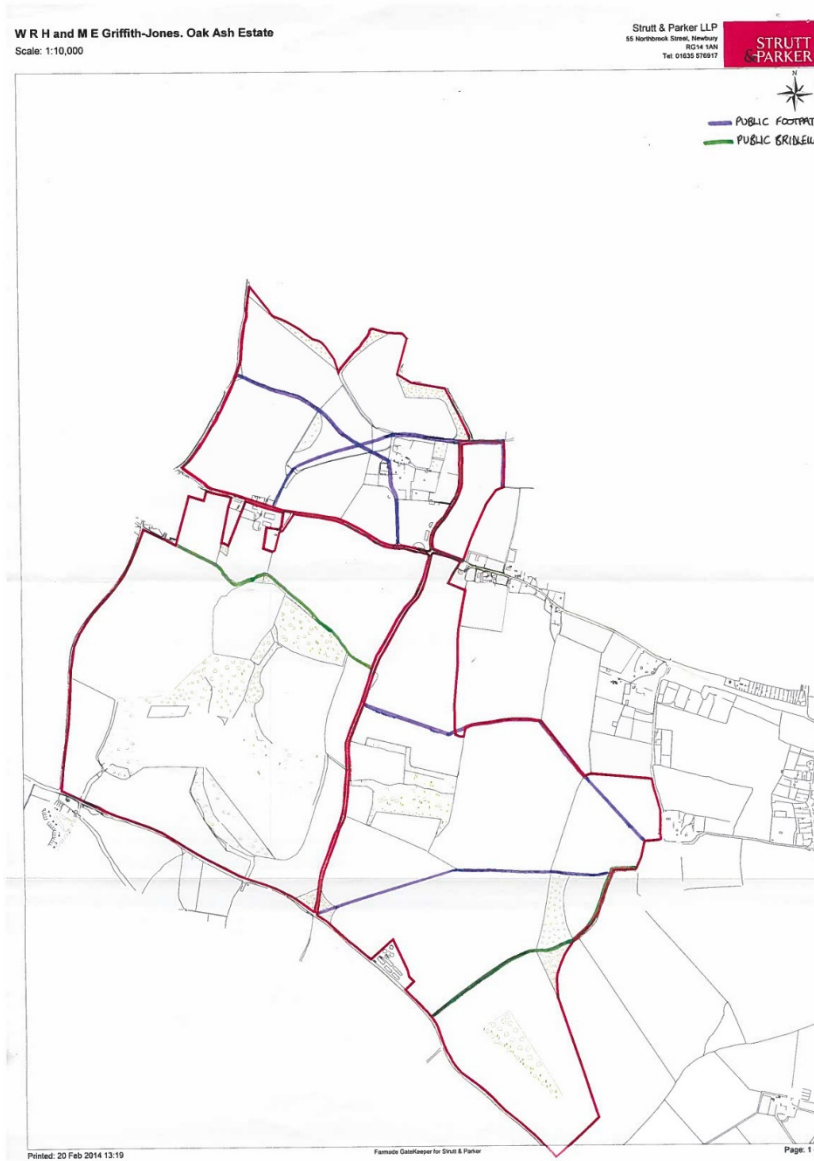 W R H and M E Griffith-Jones. Oak Ash Estate
Scale: 1:10,000
Strutt & Parker LLP
55 Northbrook Street, Newbury
RG14 1AN
Tel: 01635 576917
STRUTT
&PARKER
N
PUBLIC FOOTPAT
PUBLIC BRIDLEW
Printed: 20 Feb 2014 13:19
Farmade GateKeeper for Strutt & Parker
Page: 1